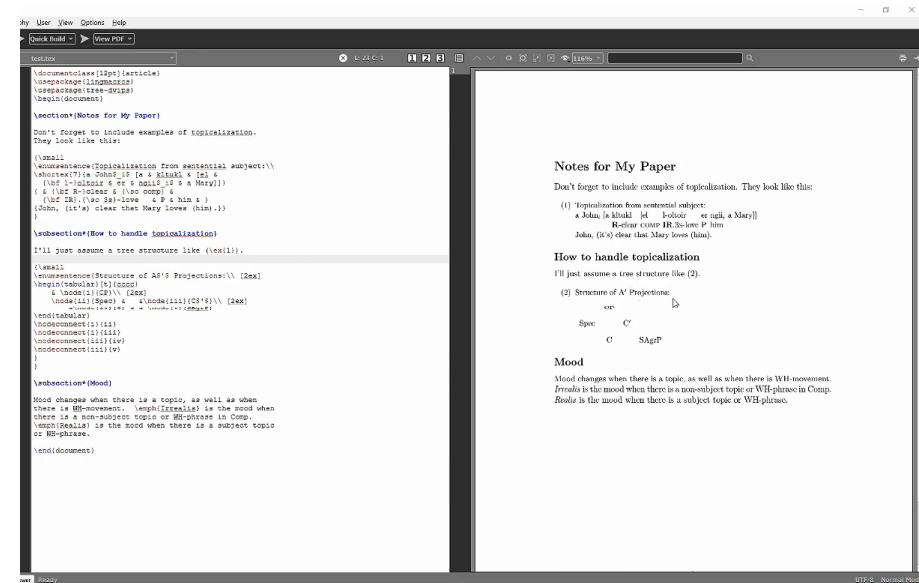 hy User View Options Help
Quick Build View PDF
test.tex
L: 23 C: 1
1 2 3
116%
\documentclass[12pt]{article}
\usepackage{lingmacros}
\usepackage{tree-dvips}
\begin{document}
\section*{Notes for My Paper}
Don't forget to include examples of topicalization.
They look like this:
{\small
\enumsentence{Topicalization from sentential subject:\\
\shortex{7}{a John$_i$ [a & kltukl & [el &
{\bf l-}oltoir & er & ngii$_i$ & a Mary]]}
{ & {\bf R-}clear & {\sc comp} &
{\bf IR}.{\sc 3s}-love & P & him & }
{John, (it's) clear that Mary loves (him).}}
}
\subsection*{How to handle topicalization}
I'll just assume a tree structure like (\ex{1}).
{\small
\enumsentence{Structure of A$'$ Projections:\\ [2ex]
\begin{tabular}[t]{cccc}
& \node{i}{CP}\\ [2ex]
\node{ii}{Spec} & &\node{iii}{C$'$}\\ [2ex]
\end{tabular}
\nodeconnect{i}{ii}
\nodeconnect{i}{iii}
\nodeconnect{iii}{iv}
\nodeconnect{iii}{v}
}
}
\subsection*{Mood}
Mood changes when there is a topic, as well as when
there is WH-movement. \emph{Irrealis} is the mood when
there is a non-subject topic or WH-phrase in Comp.
\emph{Realis} is the mood when there is a subject topic
or WH-phrase.
\end{document}
1
Notes for My Paper
Don't forget to include examples of topicalization. They look like this:
(1) Topicalization from sentential subject:
a Johni [a kltukl [el l-oltoir er ngiii a Mary]]
R-clear COMP IR.3s-love P him
John, (it's) clear that Mary loves (him).
How to handle topicalization
I'll just assume a tree structure like (2).
(2) Structure of A′ Projections:
CP
Spec C′
C SAgrP
Mood
Mood changes when there is a topic, as well as when there is WH-movement.
Irrealis is the mood when there is a non-subject topic or WH-phrase in Comp.
Realis is the mood when there is a subject topic or WH-phrase.
Ready
UTF-8 Normal Mod